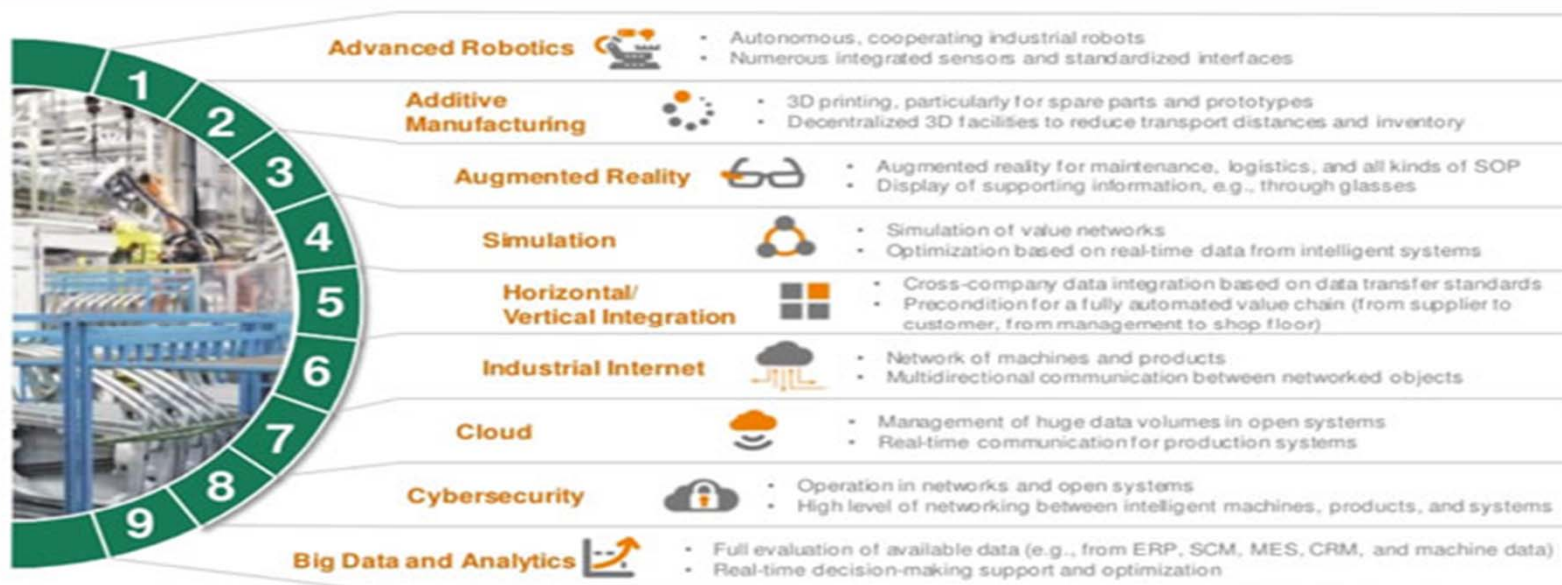 1
Advanced Robotics
• Autonomous, cooperating industrial robots
• Numerous integrated sensors and standardized interfaces
2
Additive
Manufacturing
• 3D printing, particularly for spare parts and prototypes
• Decentralized 3D facilities to reduce transport distances and inventory
3
Augmented Reality
• Augmented reality for maintenance, logistics, and all kinds of SOP
• Display of supporting information, e.g., through glasses
4
Simulation
• Simulation of value networks
• Optimization based on real-time data from intelligent systems
5
Horizontal/
Vertical Integration
• Cross-company data integration based on data transfer standards
• Precondition for a fully automated value chain (from supplier to
customer, from management to shop floor)
6
Industrial Internet
• Network of machines and products
• Multidirectional communication between networked objects
7
Cloud
• Management of huge data volumes in open systems
• Real-time communication for production systems
8
Cybersecurity
• Operation in networks and open systems
• High level of networking between intelligent machines, products, and systems
9
Big Data and Analytics
• Full evaluation of available data (e.g., from ERP, SCM, MES, CRM, and machine data)
• Real-time decision-making support and optimization